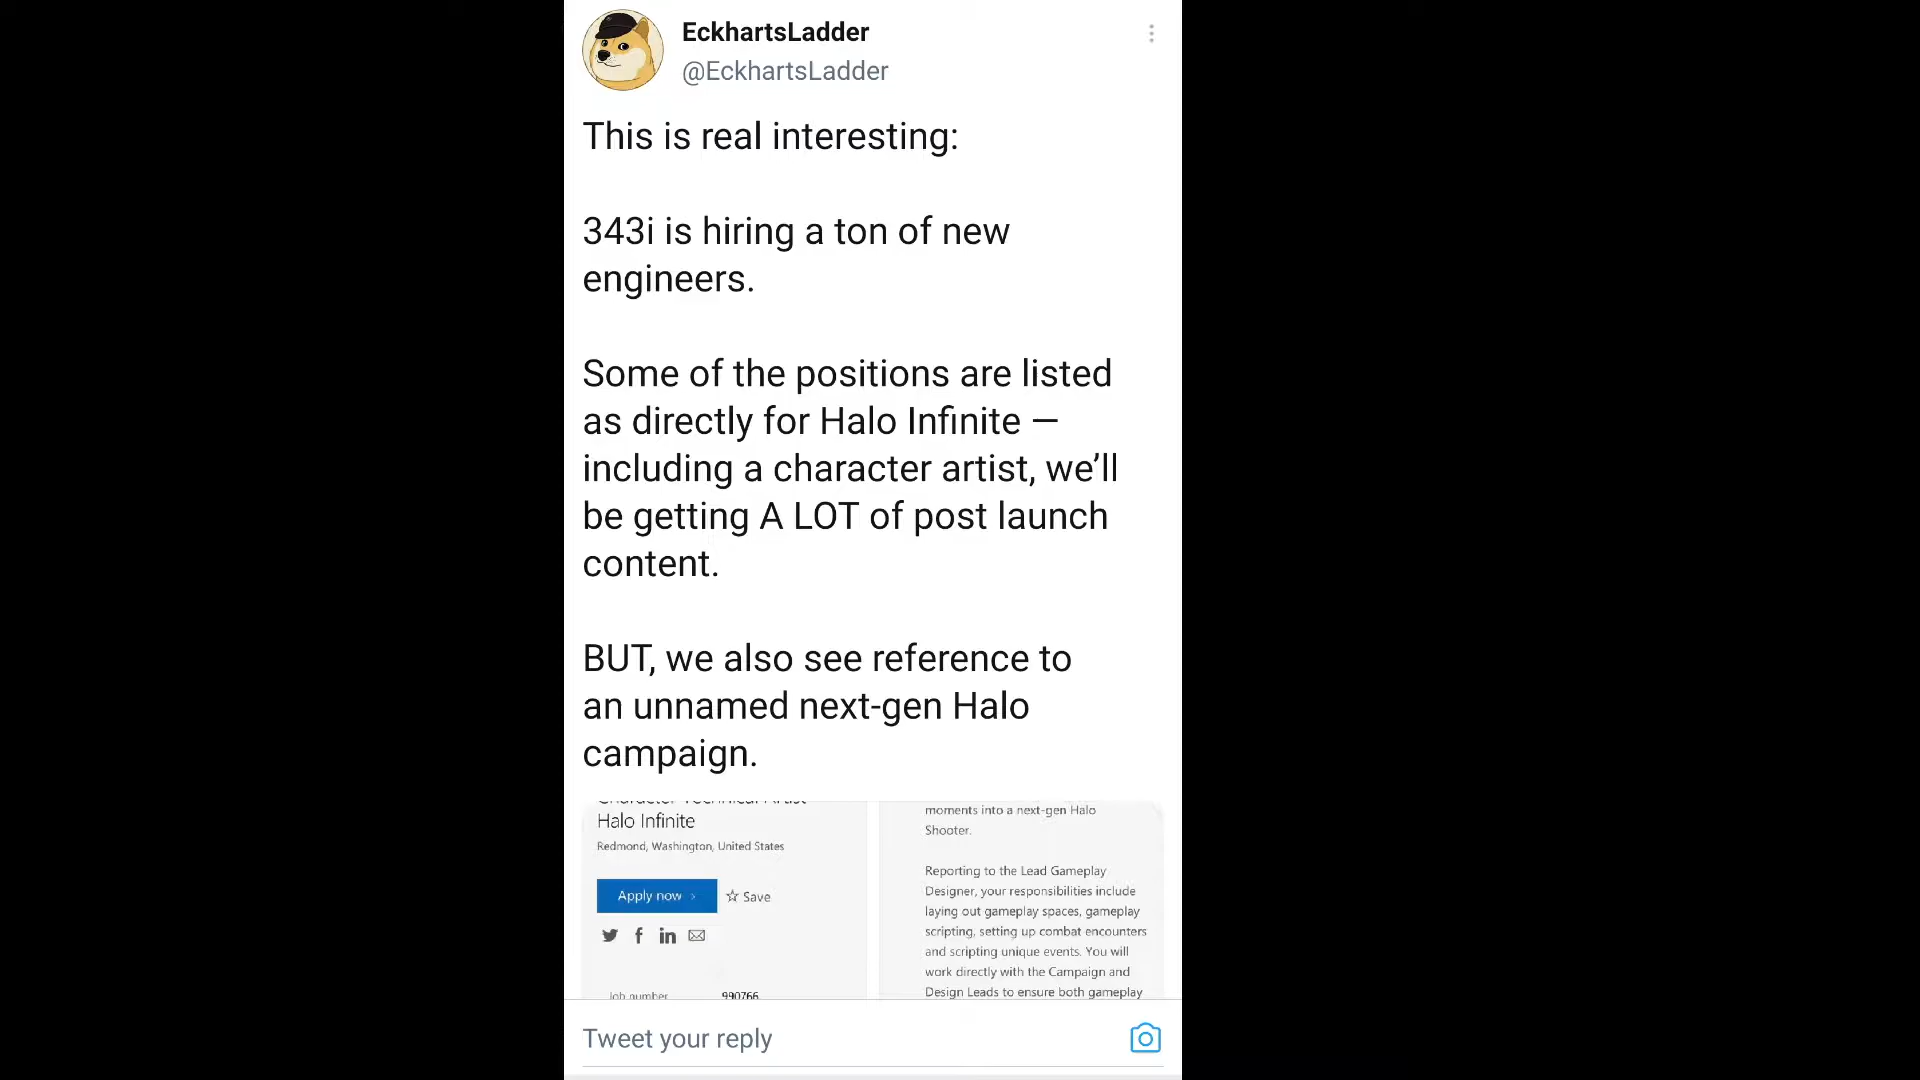 EckhartsLadder
@EckhartsLadder
This is real interesting:
343i is hiring a ton of new
engineers.
Some of the positions are listed
as directly for Halo Infinite —
including a character artist, we’ll
be getting A LOT of post launch
content.
BUT, we also see reference to
an unnamed next-gen Halo
campaign.
Character Technical Artist
Halo Infinite
Redmond, Washington, United States
Apply now
Save
Job number 990766
moments into a next-gen Halo
Shooter.
Reporting to the Lead Gameplay
Designer, your responsibilities include
laying out gameplay spaces, gameplay
scripting, setting up combat encounters
and scripting unique events. You will
work directly with the Campaign and
Design Leads to ensure both gameplay
Tweet your reply